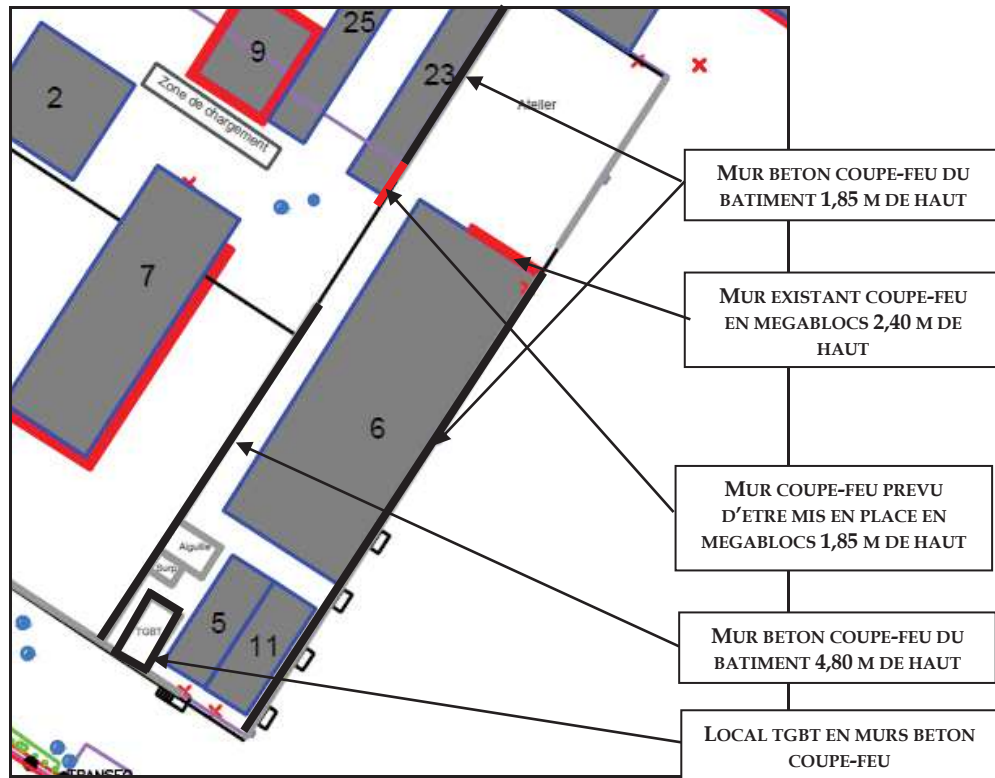 25
9
2
23
Zone de chargement
Atelier
MUR BETON COUPE-FEU DU
BATIMENT 1,85 M DE HAUT
7
MUR EXISTANT COUPE-FEU
EN MEGABLOCS 2,40 M DE
HAUT
6
MUR COUPE-FEU PREVU
D'ETRE MIS EN PLACE EN
MEGABLOCS 1,85 M DE HAUT
Aiguille
Surp
TGBT
5
11
MUR BETON COUPE-FEU DU
BATIMENT 4,80 M DE HAUT
LOCAL TGBT EN MURS BETON
COUPE-FEU